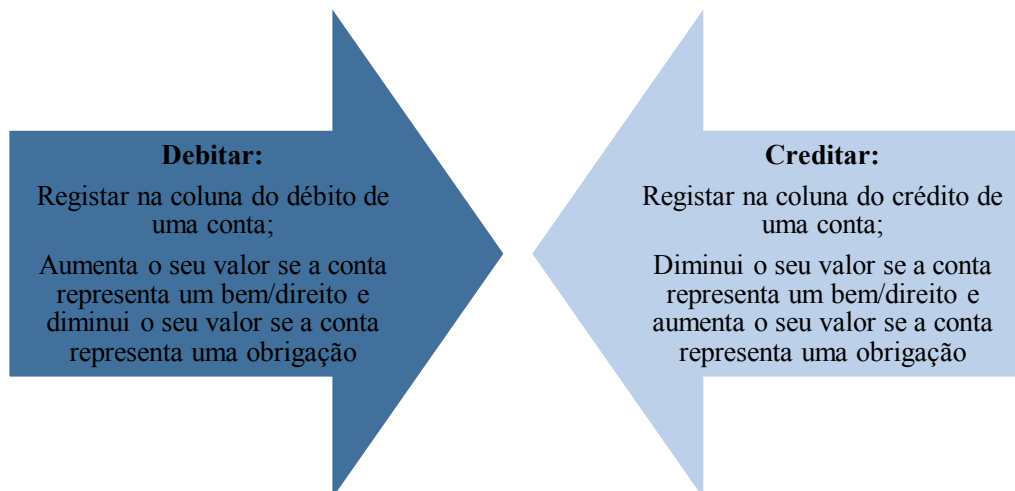 Debitar:
Registar na coluna do débito de
uma conta;
Aumenta o seu valor se a conta
representa um bem/direito e
diminui o seu valor se a conta
representa uma obrigação
Creditar:
Registar na coluna do crédito de
uma conta;
Diminui o seu valor se a conta
representa um bem/direito e
aumenta o seu valor se a conta
representa uma obrigação